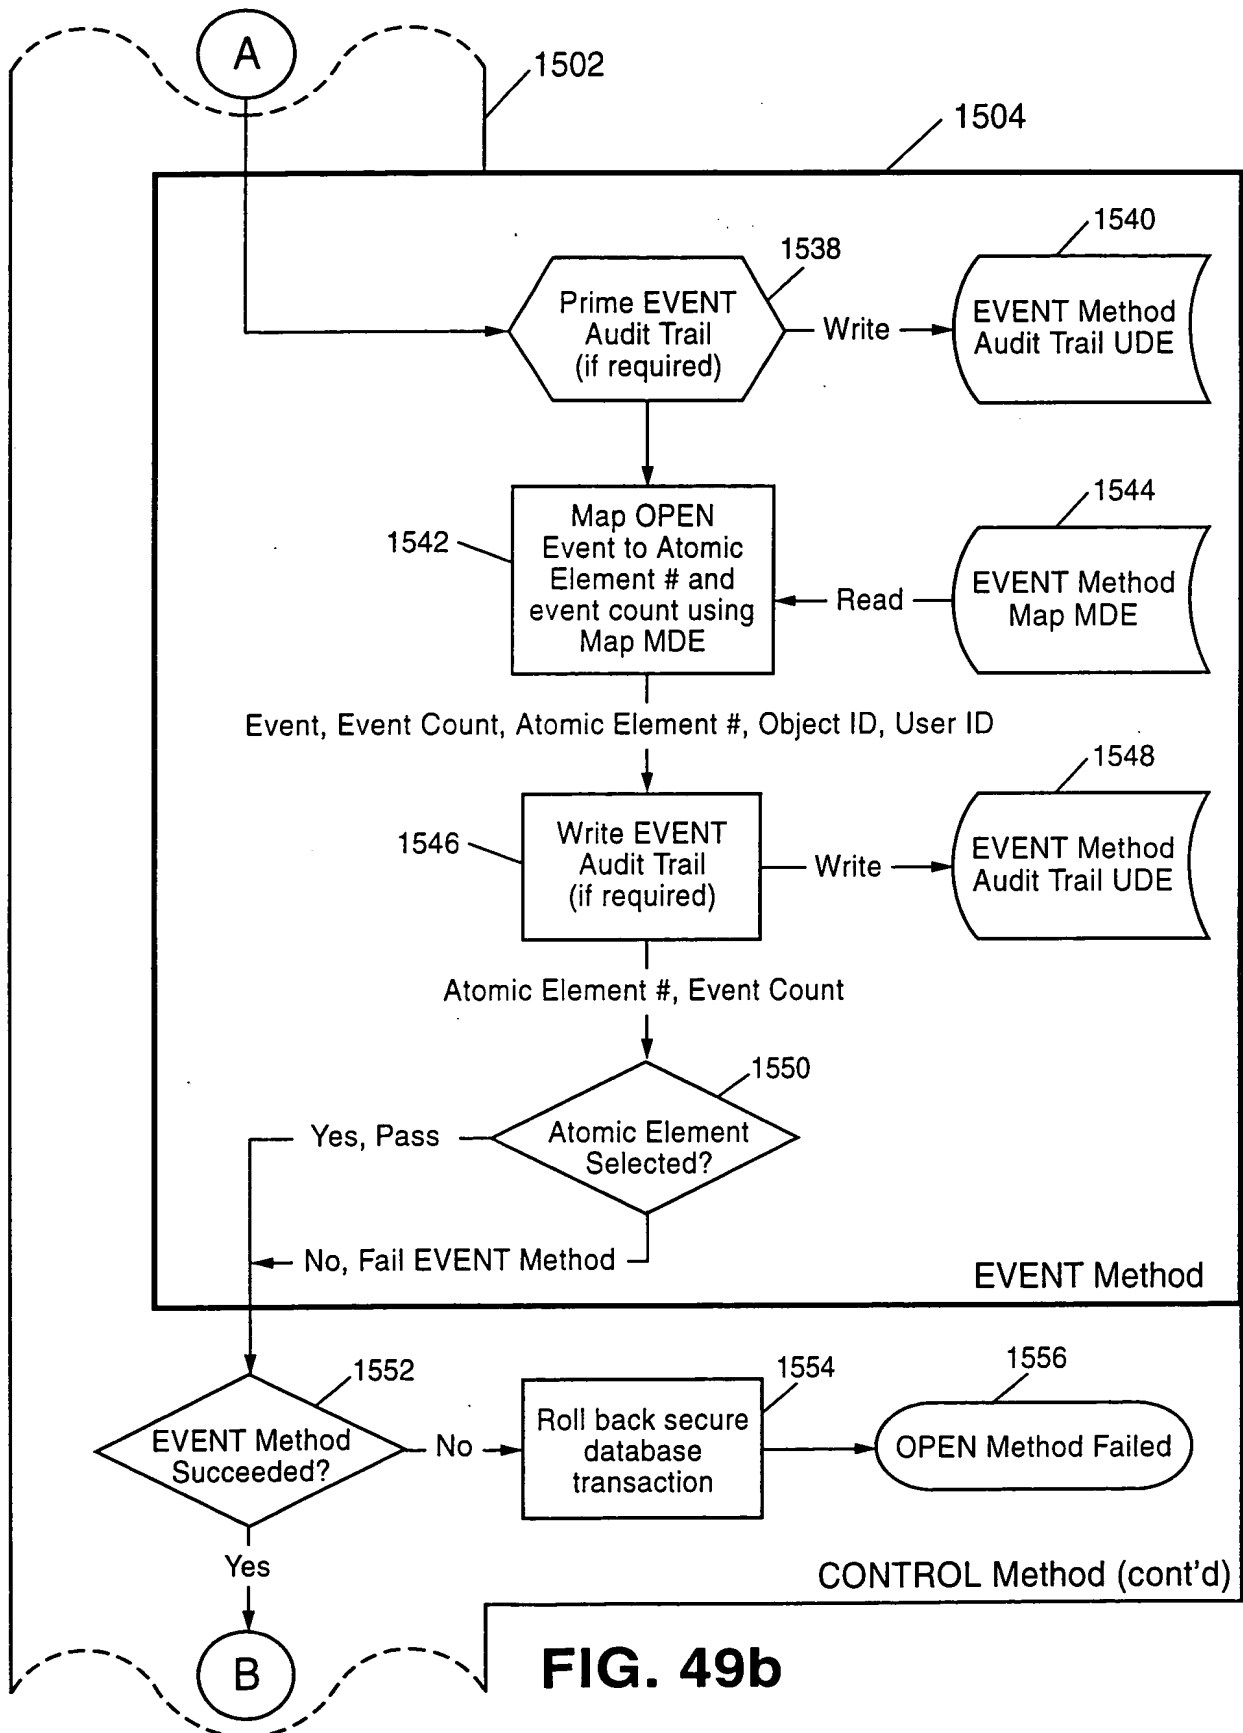 A
1502
1504
1538
1540
Prime EVENT
Audit Trail
(if required)
Write
EVENT Method
Audit Trail UDE
1542
Map OPEN
Event to Atomic
Element # and
event count using
Map MDE
Read
1544
EVENT Method
Map MDE
Event, Event Count, Atomic Element #, Object ID, User ID
1546
Write EVENT
Audit Trail
(if required)
Write
1548
EVENT Method
Audit Trail UDE
Atomic Element #, Event Count
1550
Atomic Element
Selected?
Yes, Pass
No, Fail EVENT Method
EVENT Method
1552
EVENT Method
Succeeded?
No
1554
Roll back secure
database
transaction
1556
OPEN Method Failed
Yes
CONTROL Method (cont'd)
B
FIG. 49b